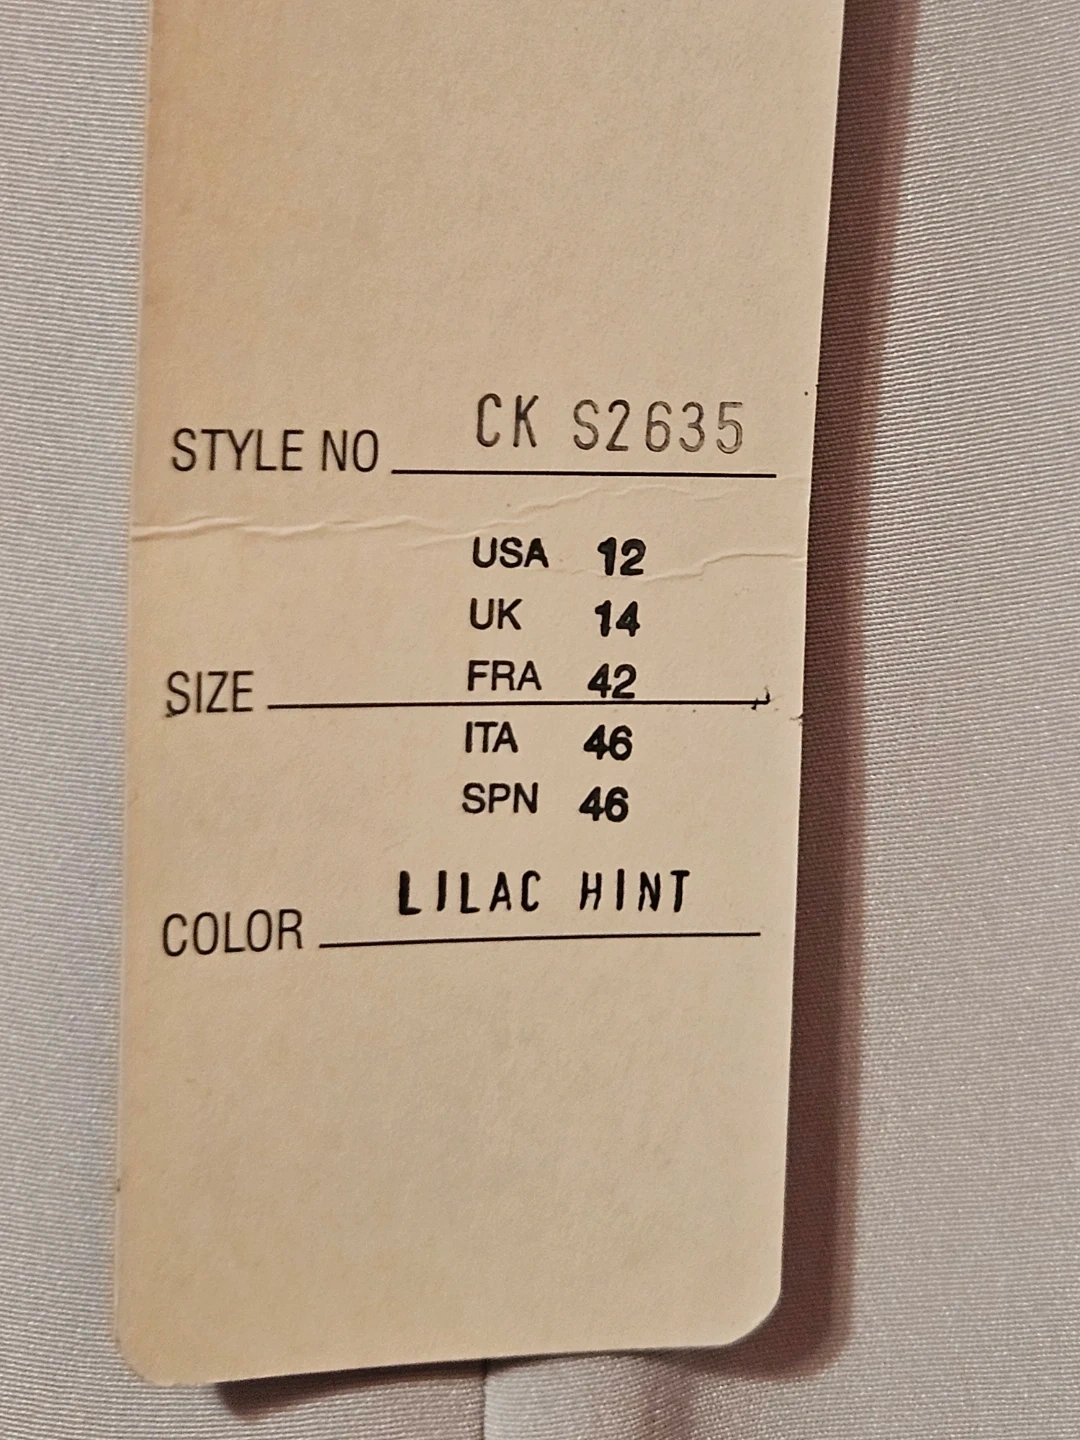 STYLE NO CK S2635
USA 12
UK 14
SIZE FRA 42
ITA 46
SPN 46
COLOR LILAC HINT